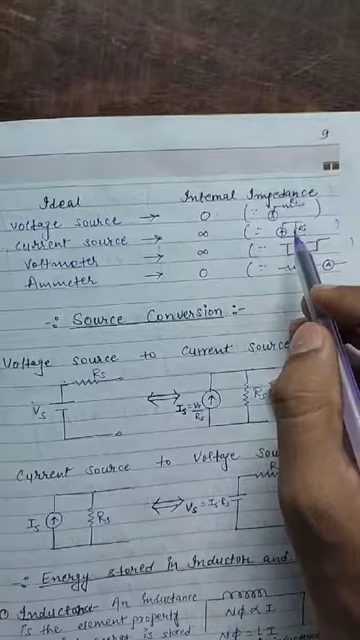 9
Ideal Internal Impedance
Voltage source → 0 (∵ )
Current source → ∞ (∵ )
Voltmeter → ∞ (∵ )
Ammeter → 0 (∵ A
∴ Source Conversion :-
Voltage source to Current Source
Rs
Vs Is = Vs/Rs Rs
Current source to Voltage
Is Rs Vs = Is Rs
∴ Energy stored in Inductor and
Inductor:- An inductance
is the element property
is stored
NΦ ∝ I
NΦ = LI